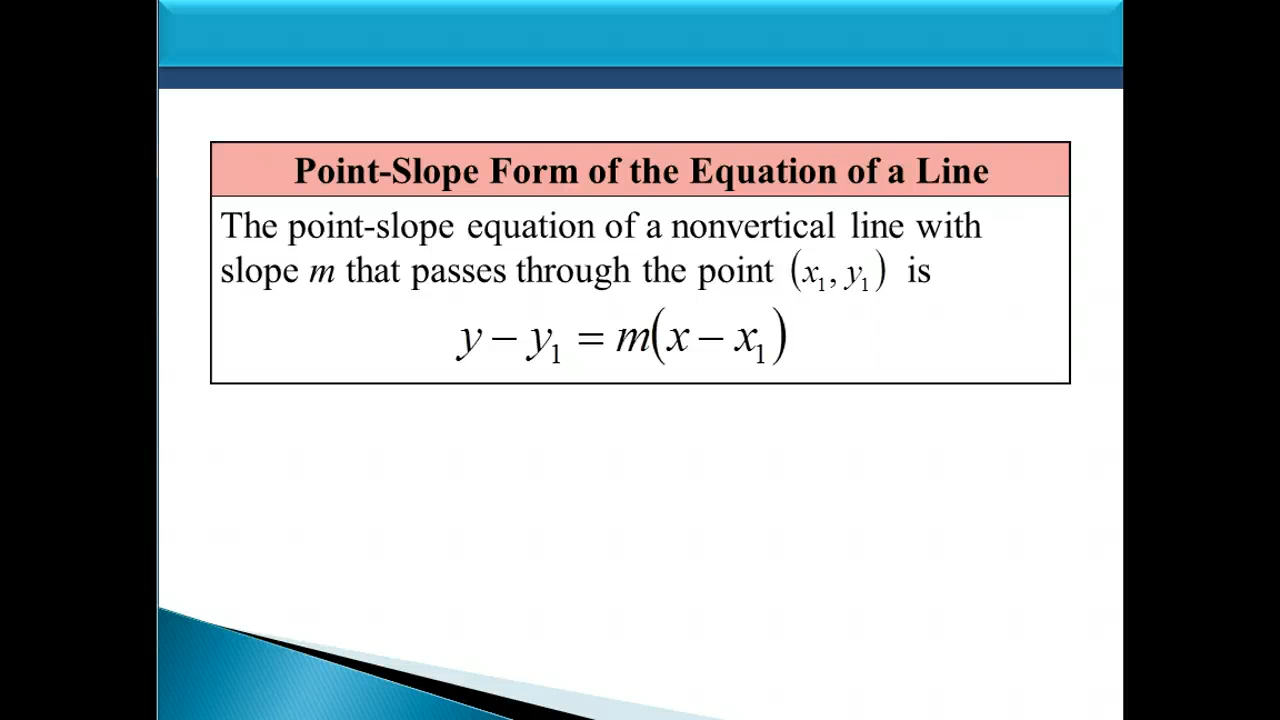 Point-Slope Form of the Equation of a Line
The point-slope equation of a nonvertical line with
slope m that passes through the point (x₁, y₁) is
y − y₁ = m(x − x₁)